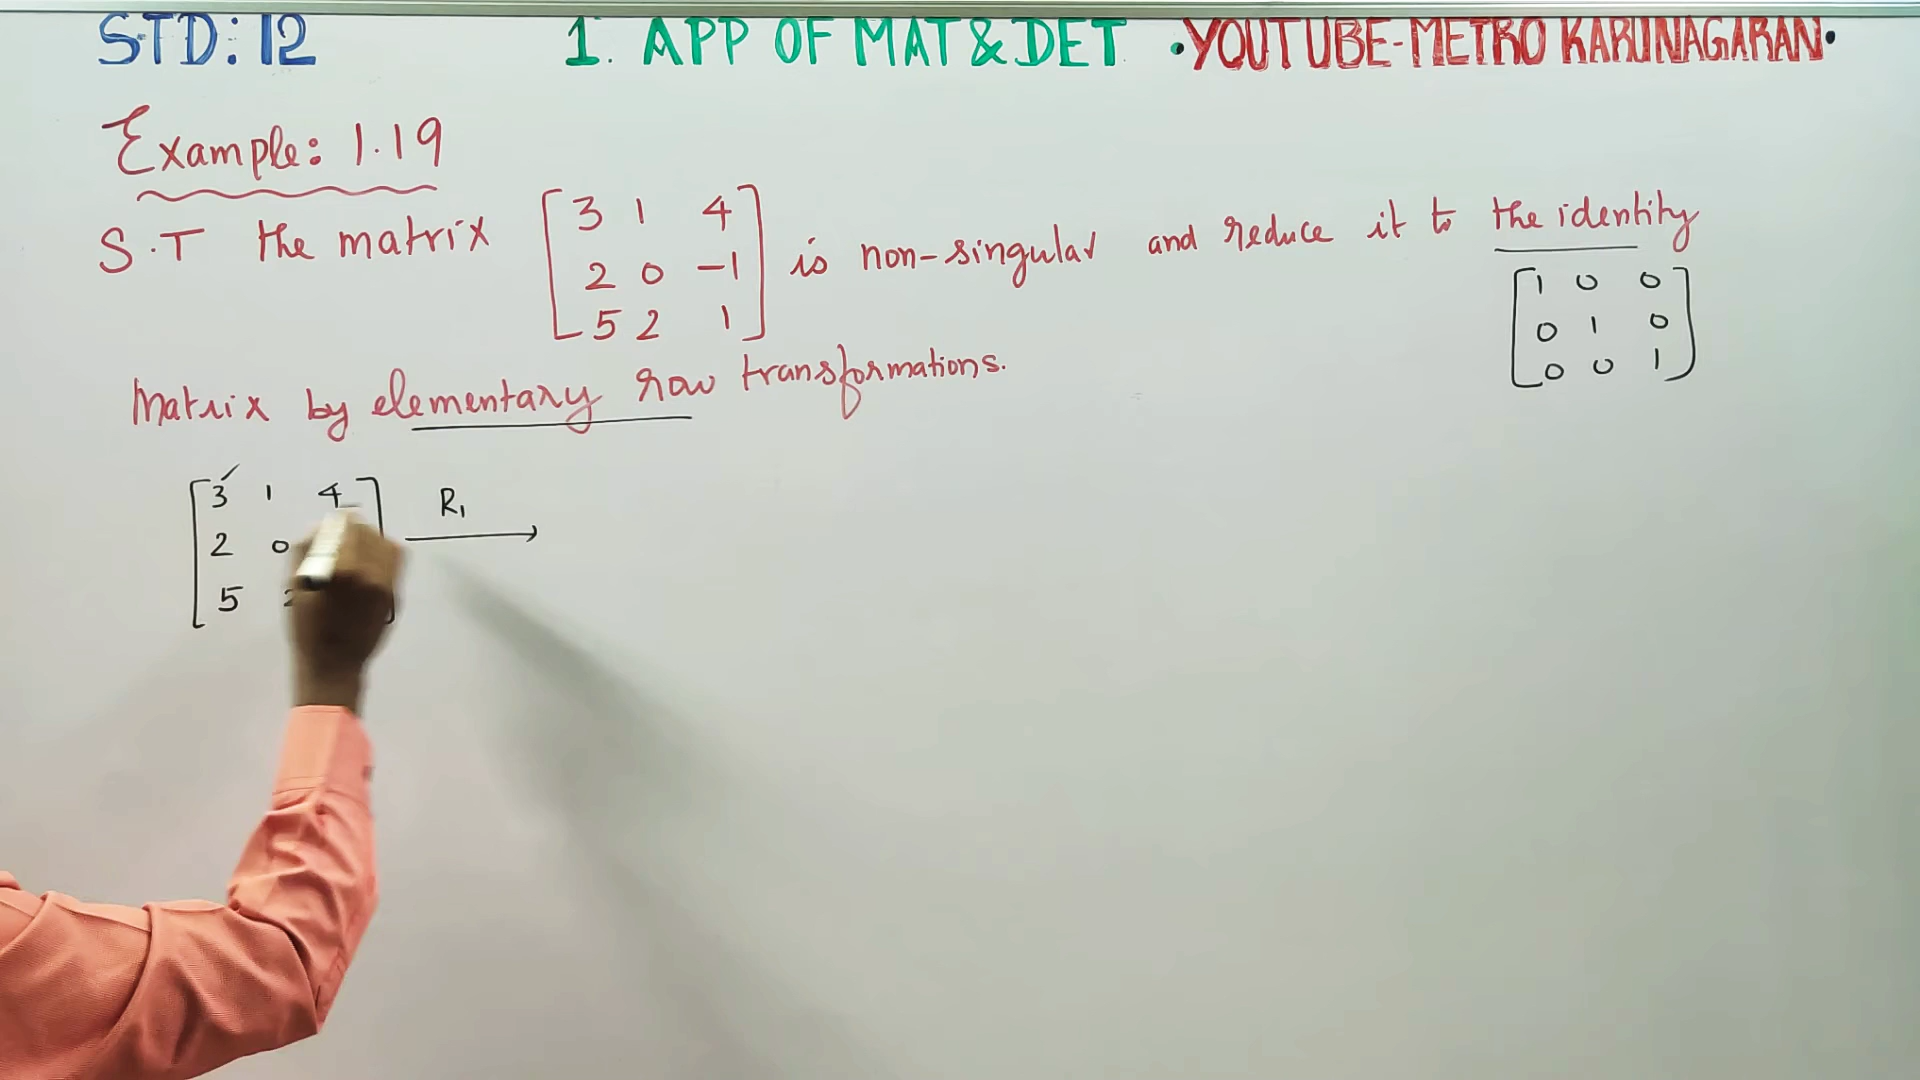 STD: 12 1. APP OF MAT & DET •YOUTUBE-METRO KARUNAGARAN•
Example: 1.19
S.T the matrix [3 1 4] is non-singular and reduce it to the identity
[2 0 -1]
[5 2 1]
[1 0 0]
[0 1 0]
[0 0 1]
Matrix by elementary row transformations.
[3 1 4] R₁ →
2 0
5